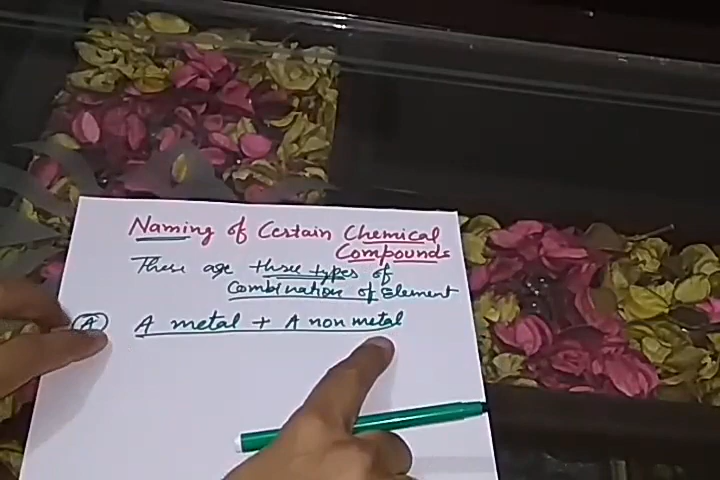 Naming of Certain Chemical
Compounds
There are three types of
Combination of Element
(A) A metal + A non metal